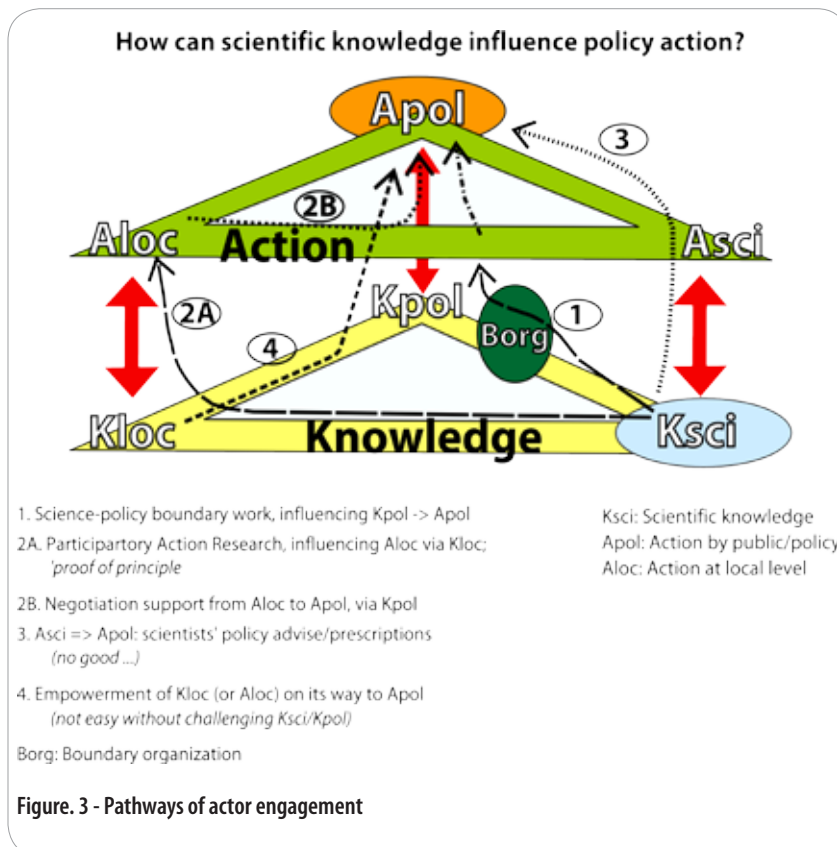 How can scientific knowledge influence policy action?
Apol
3
2B
Aloc
Action
Asci
Kpol
2A
1
Borg
4
Kloc
Knowledge
Ksci
1. Science-policy boundary work, influencing Kpol -> Apol
2A. Participartory Action Research, influencing Aloc via Kloc;
'proof of principle
2B. Negotiation support from Aloc to Apol, via Kpol
3. Asci => Apol: scientists' policy advise/prescriptions
(no good ...)
4. Empowerment of Kloc (or Aloc) on its way to Apol
(not easy without challenging Ksci/Kpol)
Borg: Boundary organization
Ksci: Scientific knowledge
Apol: Action by public/policy
Aloc: Action at local level
Figure. 3 - Pathways of actor engagement